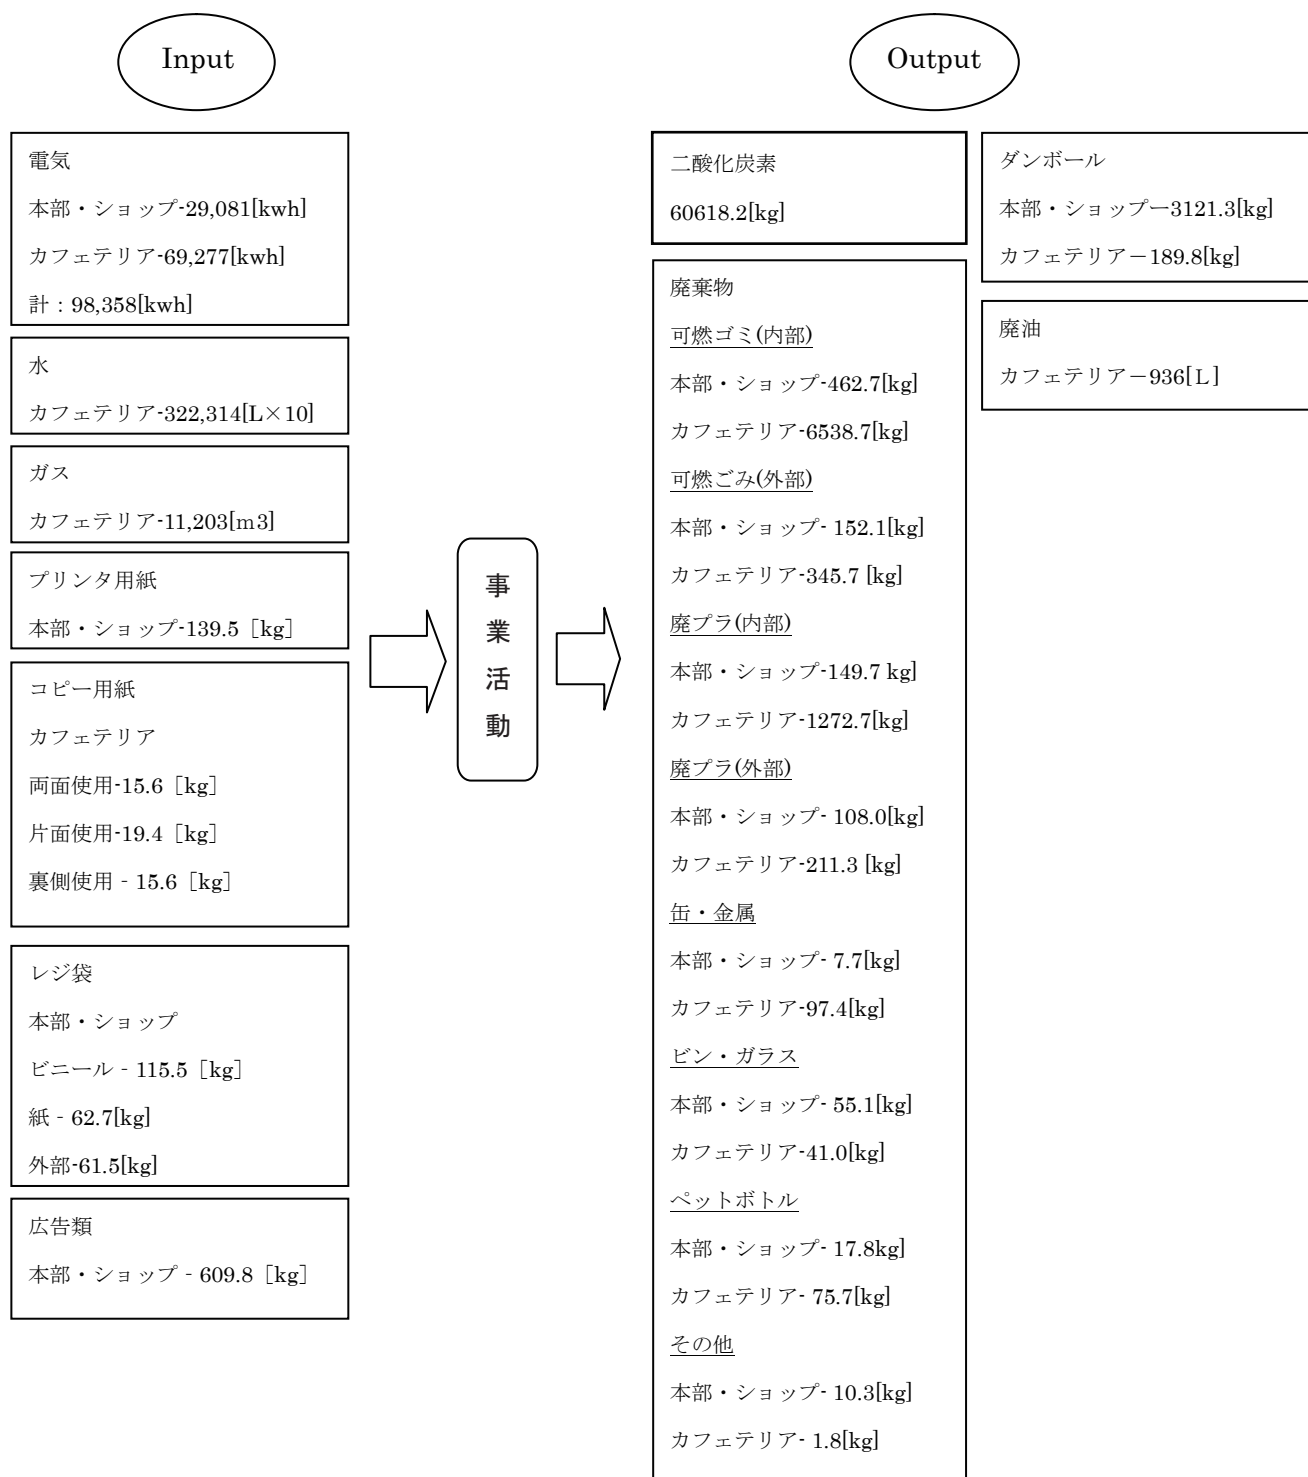 Input
電気
本部・ショップ-29,081[kwh]
カフェテリア-69,277[kwh]
計：98,358[kwh]
水
カフェテリア-322,314[L×10]
ガス
カフェテリア-11,203[ｍ3]
プリンタ用紙
本部・ショップ-139.5［kg］
コピー用紙
カフェテリア
両面使用-15.6［kg］
片面使用-19.4［kg］
裏側使用‐15.6［kg］
レジ袋
本部・ショップ
ビニール‐115.5［kg］
紙‐62.7[kg]
外部-61.5[kg]
広告類
本部・ショップ‐609.8［kg］
事
業
活
動
Output
二酸化炭素
60618.2[kg]
廃棄物
可燃ゴミ(内部)
本部・ショップ-462.7[kg]
カフェテリア-6538.7[kg]
可燃ごみ(外部)
本部・ショップ- 152.1[kg]
カフェテリア-345.7 [kg]
廃プラ(内部)
本部・ショップ-149.7 kg]
カフェテリア-1272.7[kg]
廃プラ(外部)
本部・ショップ- 108.0[kg]
カフェテリア-211.3 [kg]
缶・金属
本部・ショップ- 7.7[kg]
カフェテリア-97.4[kg]
ビン・ガラス
本部・ショップ- 55.1[kg]
カフェテリア-41.0[kg]
ペットボトル
本部・ショップ- 17.8kg]
カフェテリア- 75.7[kg]
その他
本部・ショップ- 10.3[kg]
カフェテリア- 1.8[kg]
ダンボール
本部・ショップー3121.3[kg]
カフェテリア－189.8[kg]
廃油
カフェテリア－936[Ｌ]